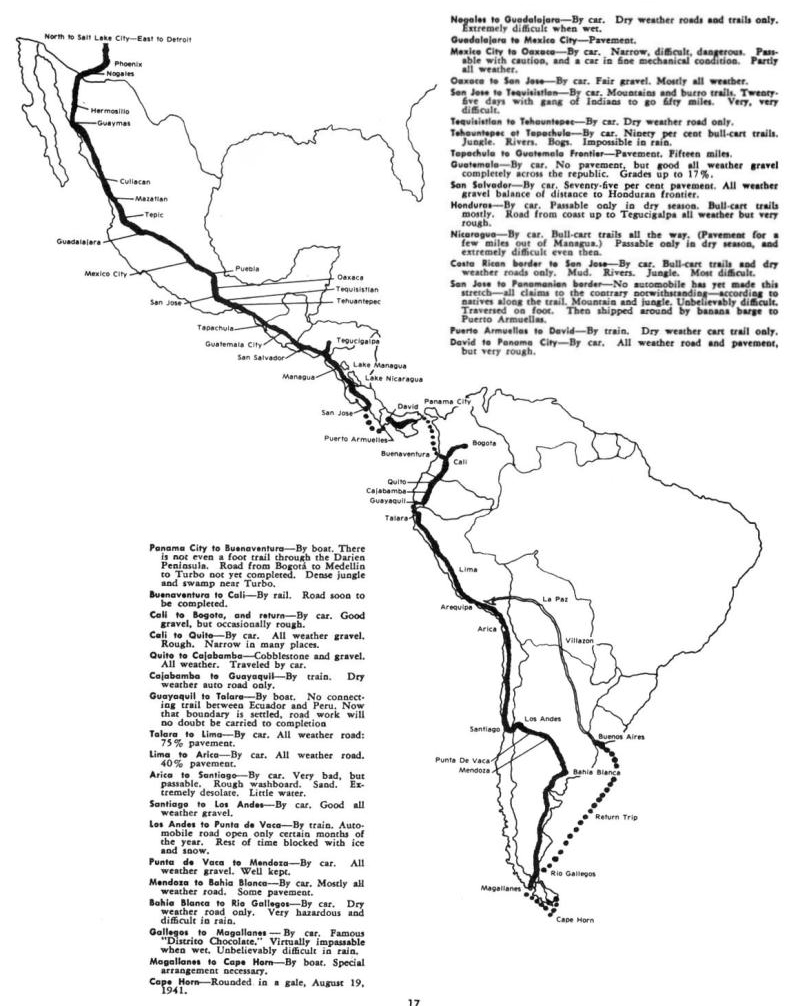 North to Salt Lake City—East to Detroit
Phoenix
Nogales
Hermosillo
Guaymas
Culiacan
Mazatlan
Tepic
Guadalajara
Mexico City
Puebla
Oaxaca
Tequisistlan
Tehuantepec
San Jose
Tapachula
Guatemala City
San Salvador
Tegucigalpa
Lake Managua
Managua
Lake Nicaragua
San Jose
David
Panama City
Puerto Armuelles
Buenaventura
Bogota
Cali
Quito
Cajabamba
Guayaquil
Talara
Lima
Arequipa
La Paz
Arica
Villazon
Los Andes
Santiago
Buenos Aires
Punta De Vaca
Mendoza
Bahia Blanca
Return Trip
Rio Gallegos
Magallanes
Cape Horn
Nogales to Guadalajara—By car. Dry weather roads and trails only.
Extremely difficult when wet.
Guadalajara to Mexico City—Pavement.
Mexico City to Oaxaca—By car. Narrow, difficult, dangerous. Pass-
able with caution, and a car in fine mechanical condition. Partly
all weather.
Oaxaca to San Jose—By car. Fair gravel. Mostly all weather.
San Jose to Tequisistlan—By car. Mountains and burro trails. Twenty-
five days with gang of Indians to go fifty miles. Very, very
difficult.
Tequisistlan to Tehauntepec—By car. Dry weather road only.
Tehauntepec ot Tapachula—By car. Ninety per cent bull-cart trails.
Jungle. Rivers. Bogs. Impossible in rain.
Tapachula to Guatemala Frontier—Pavement. Fifteen miles.
Guatemala—By car. No pavement, but good all weather gravel
completely across the republic. Grades up to 17%.
San Salvador—By car. Seventy-five per cent pavement. All weather
gravel balance of distance to Honduran frontier.
Honduras—By car. Passable only in dry season. Bull-cart trails
mostly. Road from coast up to Tegucigalpa all weather but very
rough.
Nicaragua—By car. Bull-cart trails all the way. (Pavement for a
few miles out of Managua.) Passable only in dry season, and
extremely difficult even then.
Costa Rican border to San Jose—By car. Bull-cart trails and dry
weather roads only. Mud. Rivers. Jungle. Most difficult.
San Jose to Panamanian border—No automobile has yet made this
stretch—all claims to the contrary notwithstanding—according to
natives along the trail. Mountain and jungle. Unbelievably difficult.
Traversed on foot. Then shipped around by banana barge to
Puerto Armuellas.
Puerto Armuellas to David—By train. Dry weather cart trail only.
David to Panama City—By car. All weather road and pavement,
but very rough.
Panama City to Buenaventura—By boat. There
is not even a foot trail through the Darien
Peninsula. Road from Bogotá to Medellin
to Turbo not yet completed. Dense jungle
and swamp near Turbo.
Buenaventura to Cali—By rail. Road soon to
be completed.
Cali to Bogota, and return—By car. Good
gravel, but occasionally rough.
Cali to Quito—By car. All weather gravel.
Rough. Narrow in many places.
Quito to Cajabamba—Cobblestone and gravel.
All weather. Traveled by car.
Cajabamba to Guayaquil—By train. Dry
weather auto road only.
Guayaquil to Talara—By boat. No connect-
ing trail between Ecuador and Peru. Now
that boundary is settled, road work will
no doubt be carried to completion
Talara to Lima—By car. All weather road:
75% pavement.
Lima to Arica—By car. All weather road.
40% pavement.
Arica to Santiago—By car. Very bad, but
passable. Rough washboard. Sand. Ex-
tremely desolate. Little water.
Santiago to Los Andes—By car. Good all
weather gravel.
Los Andes to Punta de Vaca—By train. Auto-
mobile road open only certain months of
the year. Rest of time blocked with ice
and snow.
Punta de Vaca to Mendoza—By car. All
weather gravel. Well kept.
Mendoza to Bahia Blanca—By car. Mostly all
weather road. Some pavement.
Bahia Blanca to Rio Gallegos—By car. Dry
weather road only. Very hazardous and
difficult in rain.
Gallegos to Magallanes—By car. Famous
"Distrito Chocolate." Virtually impassable
when wet. Unbelievably difficult in rain.
Magallanes to Cape Horn—By boat. Special
arrangement necessary.
Cape Horn—Rounded in a gale, August 19,
1941.
17